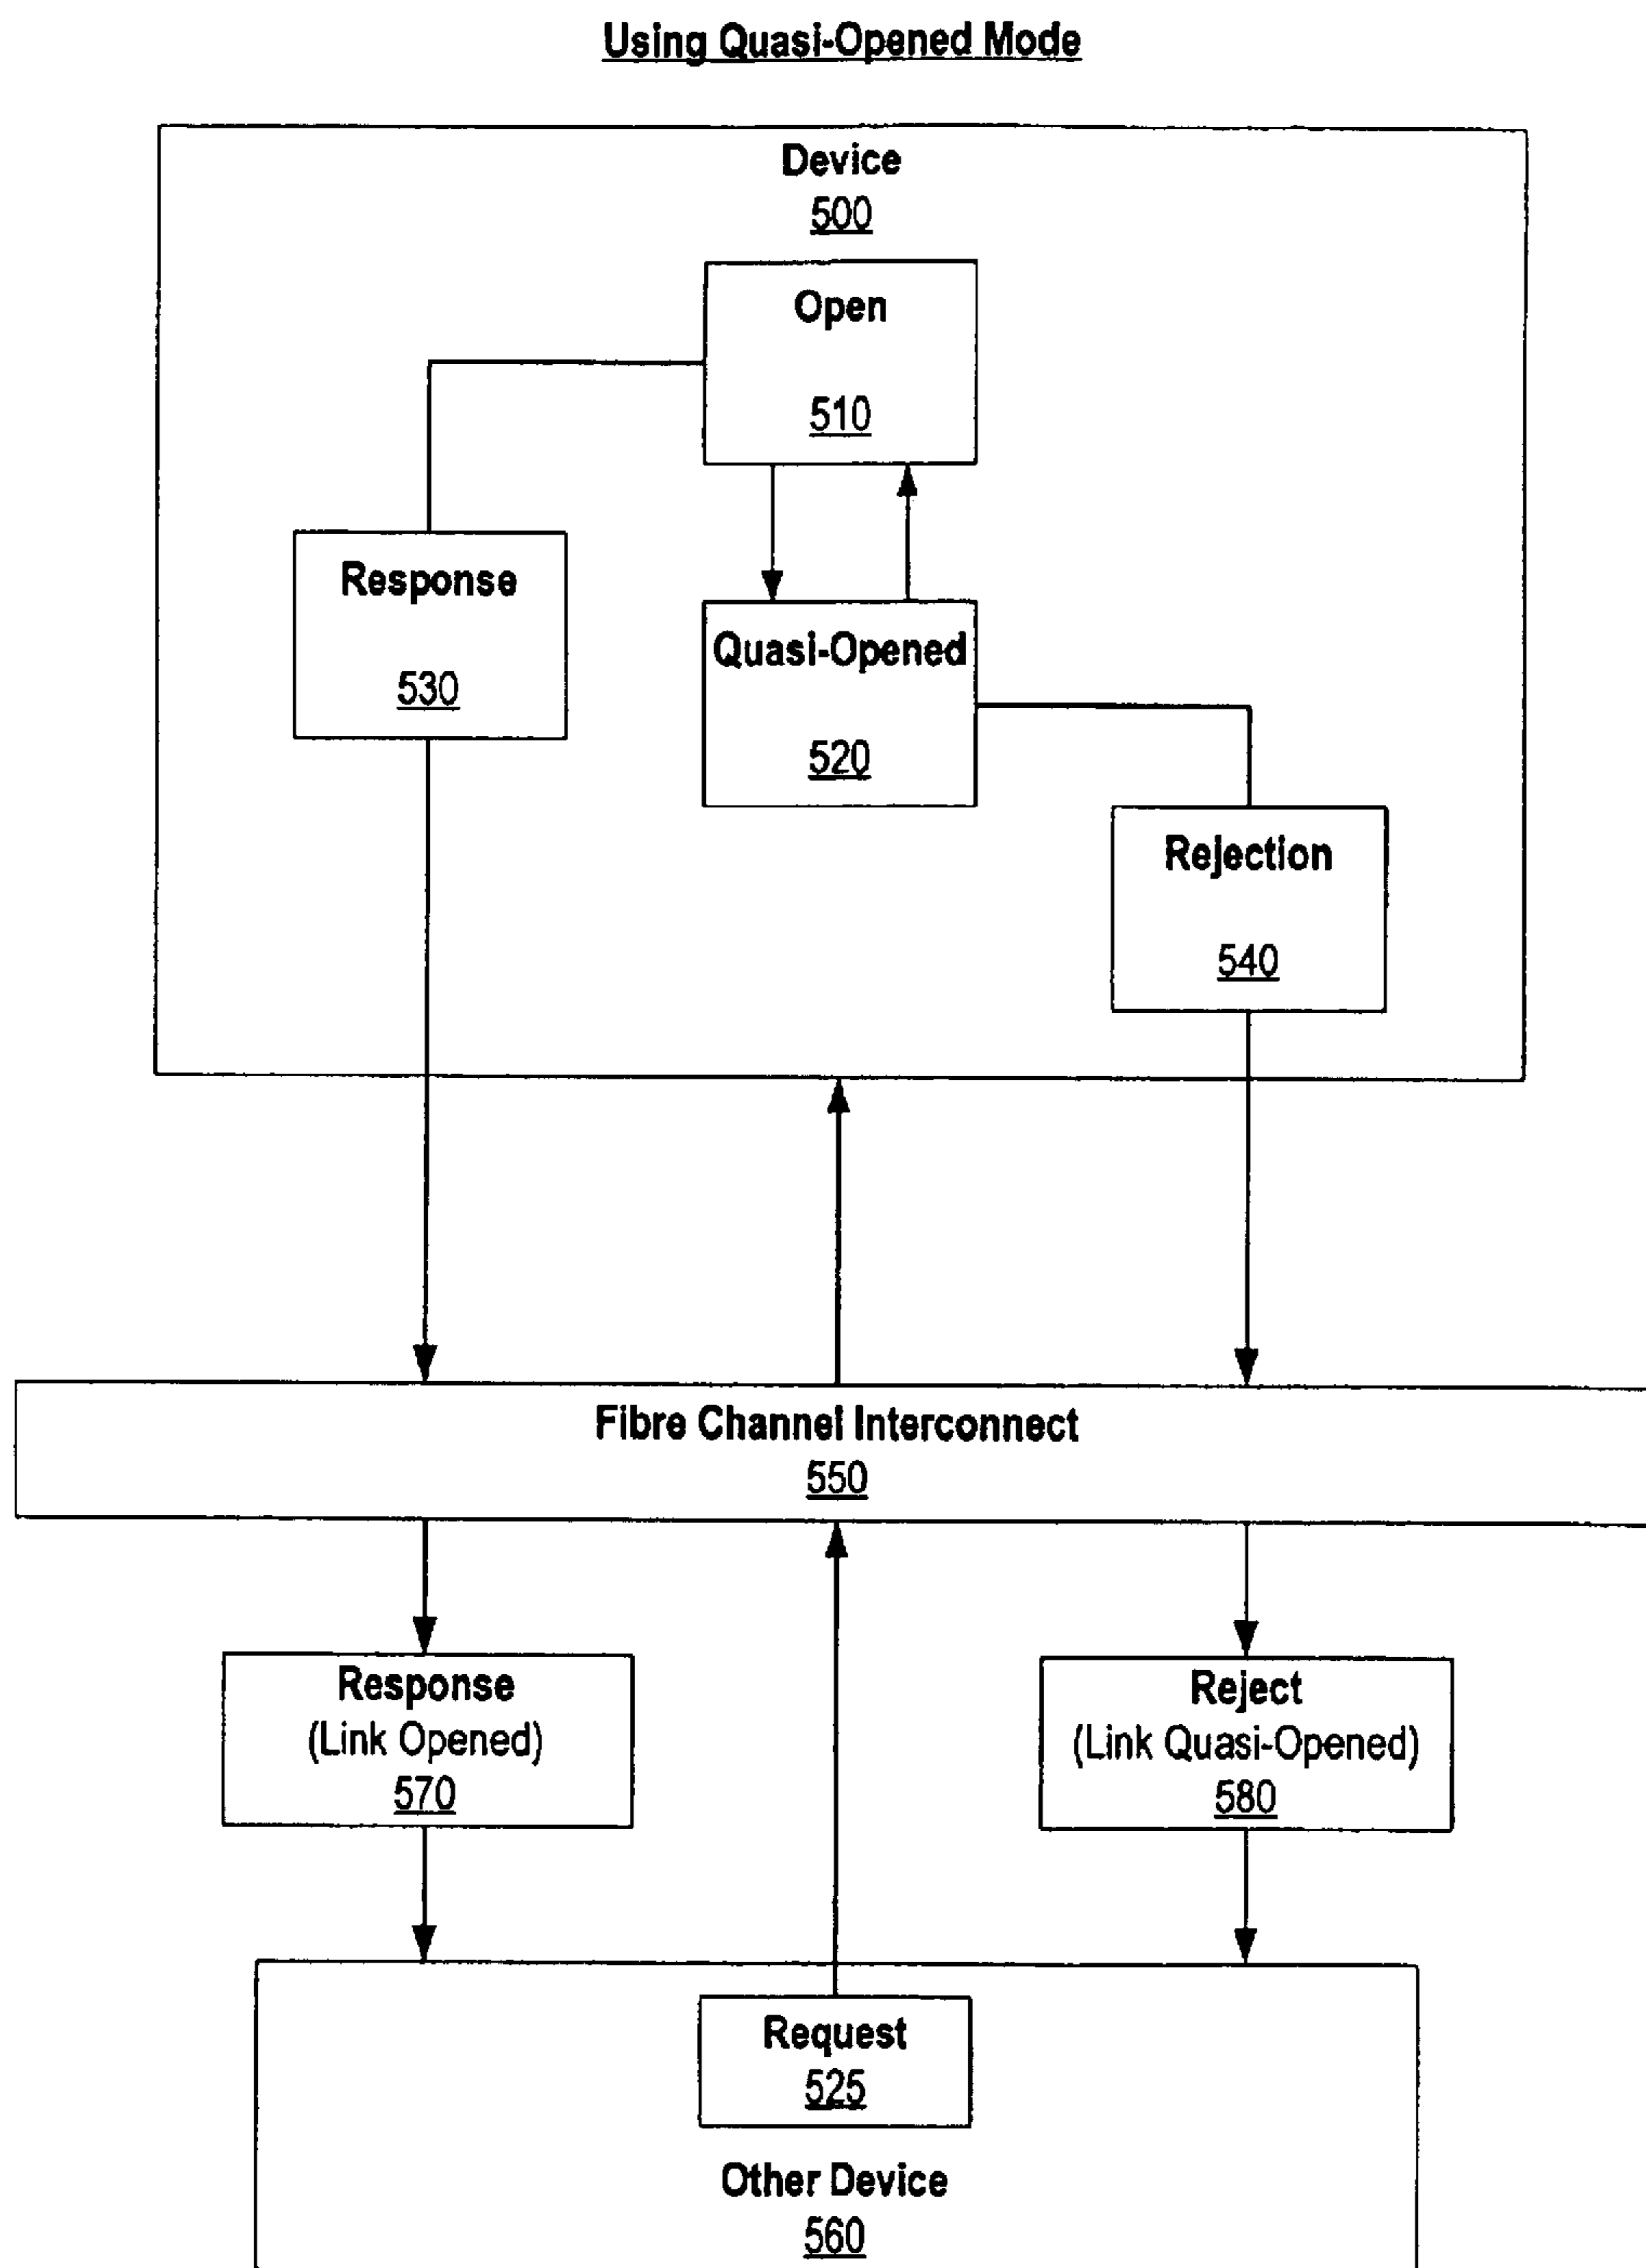 Using Quasi-Opened Mode
Device
500
Open
510
Response
530
Quasi-Opened
520
Rejection
540
Fibre Channel Interconnect
550
Response
(Link Opened)
570
Reject
(Link Quasi-Opened)
580
Request
525
Other Device
560